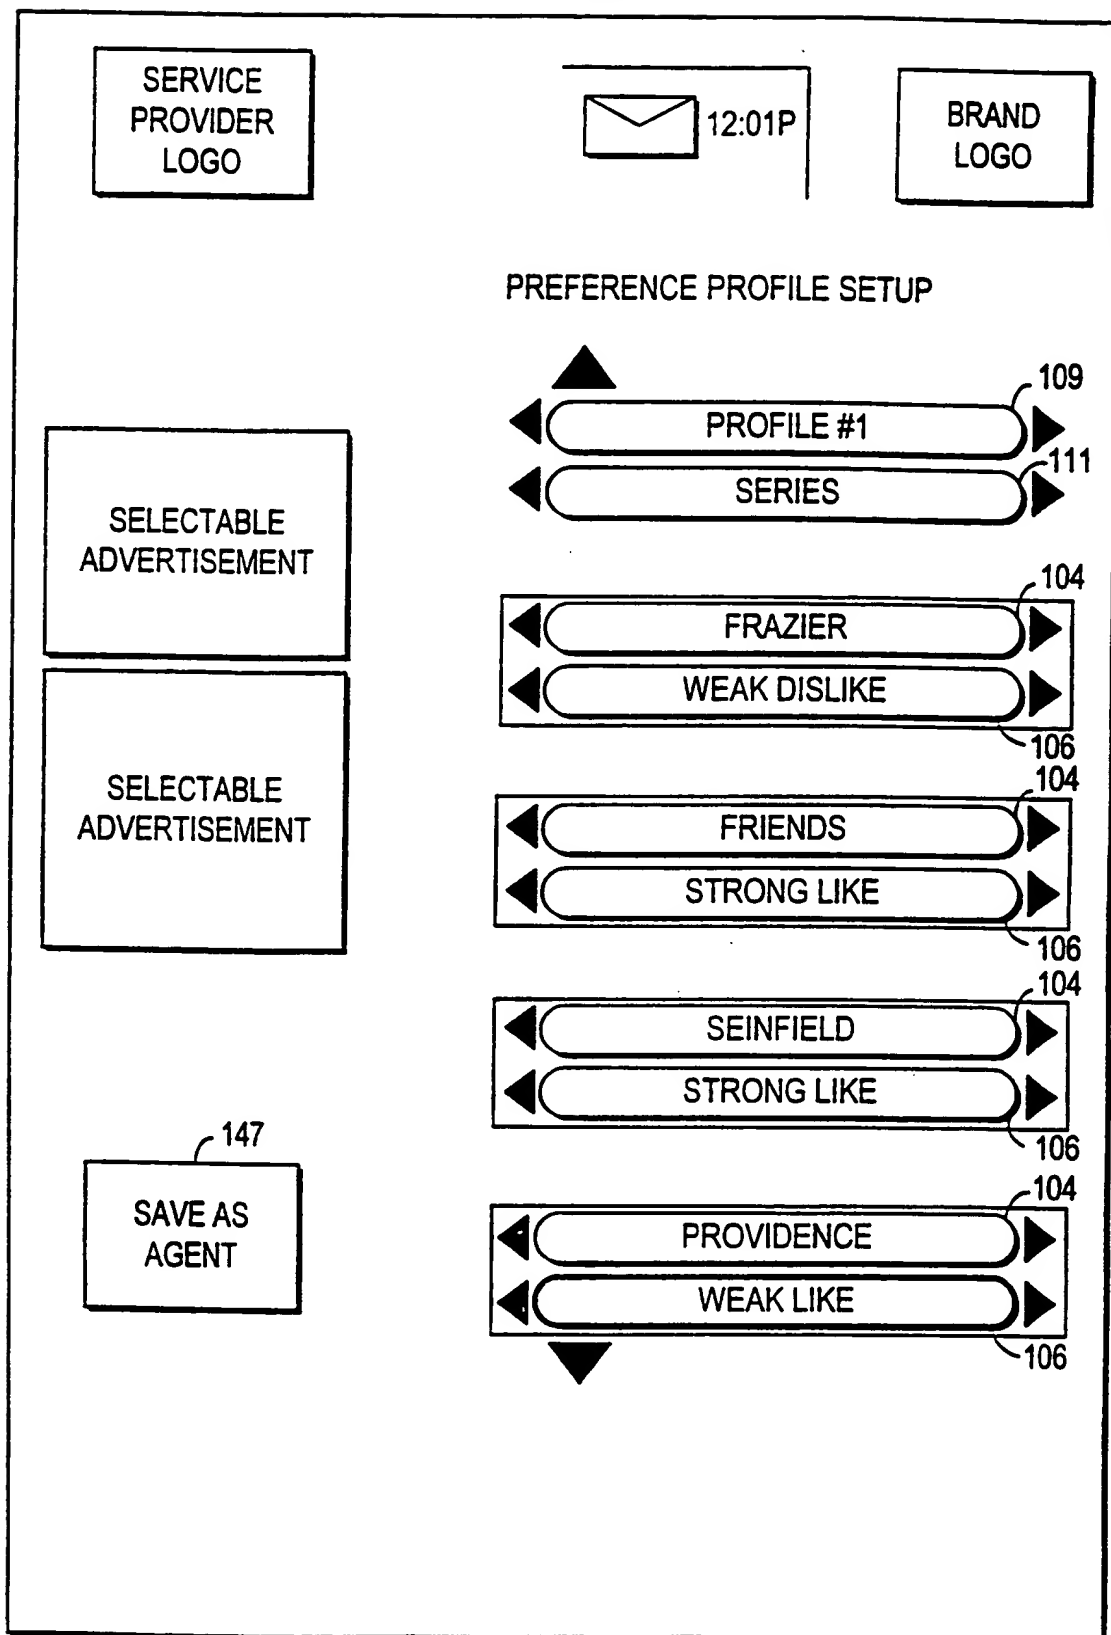 SERVICE
PROVIDER
LOGO
12:01P
BRAND
LOGO
PREFERENCE PROFILE SETUP
109
PROFILE #1
111
SERIES
SELECTABLE
ADVERTISEMENT
104
FRAZIER
WEAK DISLIKE
106
SELECTABLE
ADVERTISEMENT
104
FRIENDS
STRONG LIKE
106
104
SEINFIELD
STRONG LIKE
106
147
SAVE AS
AGENT
104
PROVIDENCE
WEAK LIKE
106